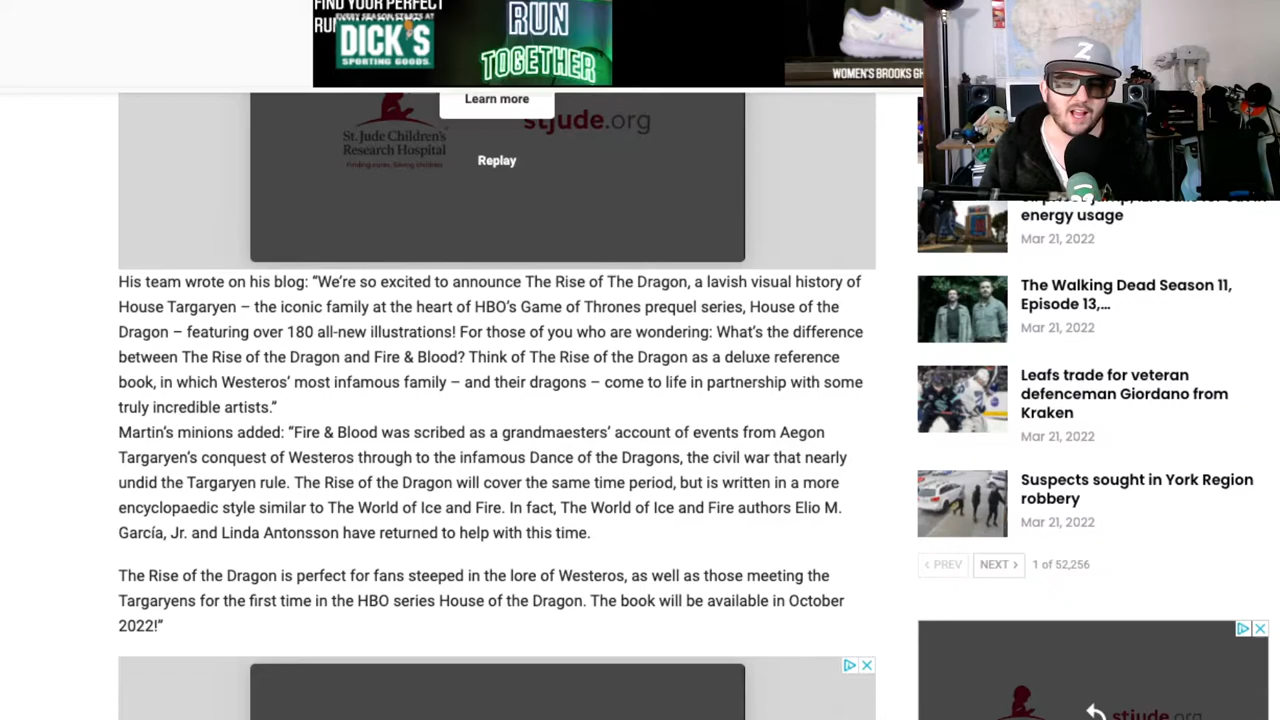 FIND YOUR PERFECT
RUN
EVERY SEASON STARTS AT
DICK'S
SPORTING GOODS.
RUN
TOGETHER
WOMEN'S BROOKS GH
Z
Learn more
St. Jude Children's
Research Hospital
Finding cures. Saving children.
stjude.org
Replay
energy usage
Mar 21, 2022
His team wrote on his blog: “We’re so excited to announce The Rise of The Dragon, a lavish visual history of
House Targaryen – the iconic family at the heart of HBO’s Game of Thrones prequel series, House of the
Dragon – featuring over 180 all-new illustrations! For those of you who are wondering: What’s the difference
between The Rise of the Dragon and Fire & Blood? Think of The Rise of the Dragon as a deluxe reference
book, in which Westeros’ most infamous family – and their dragons – come to life in partnership with some
truly incredible artists.”
Martin’s minions added: “Fire & Blood was scribed as a grandmaesters’ account of events from Aegon
Targaryen’s conquest of Westeros through to the infamous Dance of the Dragons, the civil war that nearly
undid the Targaryen rule. The Rise of the Dragon will cover the same time period, but is written in a more
encyclopaedic style similar to The World of Ice and Fire. In fact, The World of Ice and Fire authors Elio M.
García, Jr. and Linda Antonsson have returned to help with this time.
The Rise of the Dragon is perfect for fans steeped in the lore of Westeros, as well as those meeting the
Targaryens for the first time in the HBO series House of the Dragon. The book will be available in October
2022!”
The Walking Dead Season 11,
Episode 13,...
Mar 21, 2022
Leafs trade for veteran
defenceman Giordano from
Kraken
Mar 21, 2022
Suspects sought in York Region
robbery
Mar 21, 2022
PREV
NEXT
1 of 52,256
stjude.org